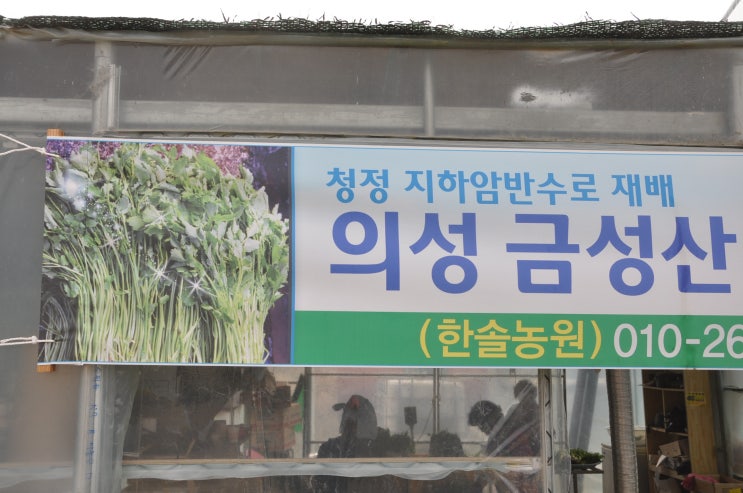 청정 지하암반수로 재배
의성 금성산
(한솔농원) 010-26